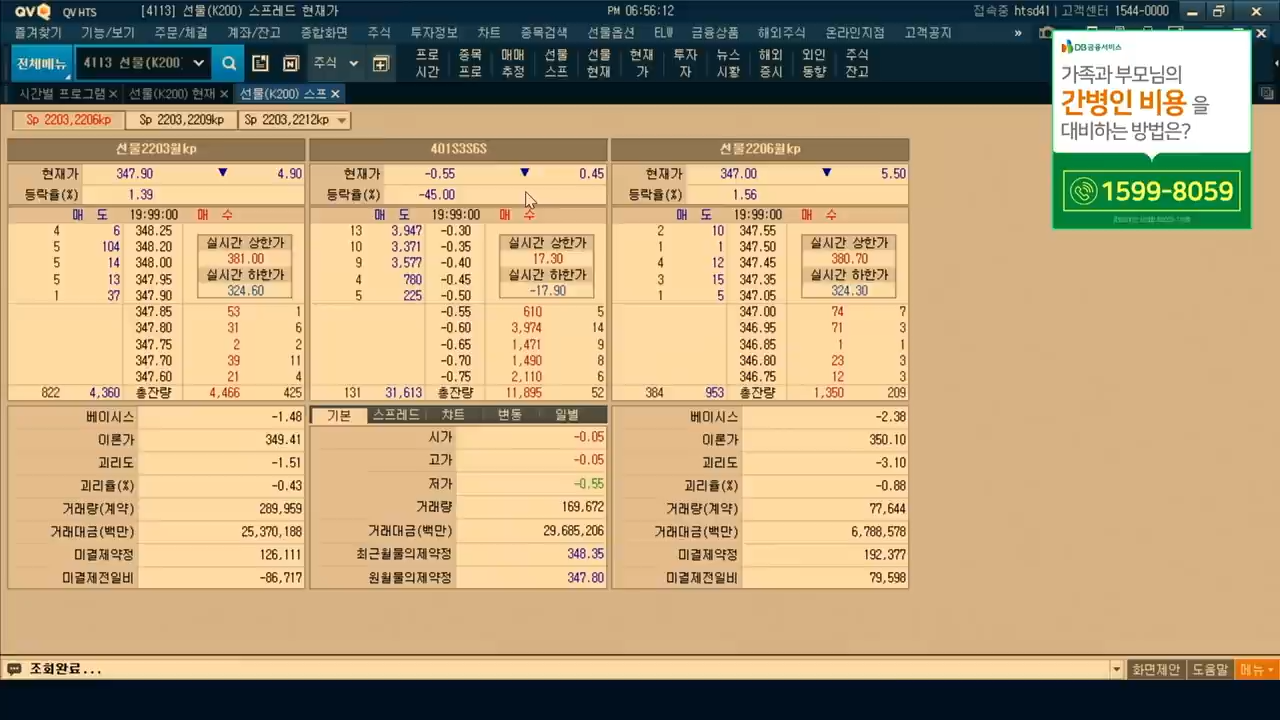 QVQ QV HTS [4113] 선물(K200) 스프레드 현재가 PM 06:56:12 접속중 htsd41 | 고객센터 1544-0000
즐겨찾기 기능/보기 주문/체결 계좌/잔고 종합화면 주식 투자정보 차트 종목검색 선물옵션 ELW 금융상품 해외주식 온라인지점 고객공지 »
전체메뉴 4113 선물(K200) 주식 프로시간 종목프로 매매추정 선물스프 선물현재 현재가 투자자 뉴스시황 해외증시 외인동향 주식잔고
시간별 프로그램 × 선물(K200) 현재 × 선물(K200) 스프 ×
DB금융서비스
가족과 부모님의
간병인 비용 을
대비하는 방법은?
1599-8059
Sp 2203,2206kp Sp 2203,2209kp Sp 2203,2212kp
선물2203월kp
현재가 347.90 ▼ 4.90
등락율(%) 1.39
매 도 19:99:00 매 수
4 6 348.25
5 104 348.20
5 14 348.00
5 13 347.95
1 37 347.90
실시간 상한가
381.00
실시간 하한가
324.60
347.85 53 1
347.80 31 6
347.75 2 2
347.70 39 11
347.60 21 4
822 4,360 총잔량 4,466 425
베이시스 -1.48
이론가 349.41
괴리도 -1.51
괴리율(%) -0.43
거래량(계약) 289,959
거래대금(백만) 25,370,188
미결제약정 126,111
미결제전일비 -86,717
401S3S6S
현재가 -0.55 ▼ 0.45
등락율(%) -45.00
매 도 19:99:00 매 수
13 3,947 -0.30
10 3,371 -0.35
9 3,577 -0.40
4 780 -0.45
5 225 -0.50
실시간 상한가
17.30
실시간 하한가
-17.90
-0.55 610 5
-0.60 3,974 14
-0.65 1,471 9
-0.70 1,490 8
-0.75 2,110 6
131 31,613 총잔량 11,895 52
기본 스프레드 차트 변동 일별
시가 -0.05
고가 -0.05
저가 -0.55
거래량 169,672
거래대금(백만) 29,685,206
최근월물의제약정 348.35
원월물의제약정 347.80
선물2206월kp
현재가 347.00 ▼ 5.50
등락율(%) 1.56
매 도 19:99:00 매 수
2 10 347.55
1 1 347.50
4 12 347.45
3 15 347.35
1 5 347.05
실시간 상한가
380.70
실시간 하한가
324.30
347.00 74 7
346.95 71 3
346.85 1 1
346.80 23 3
346.75 12 3
384 953 총잔량 1,350 209
베이시스 -2.38
이론가 350.10
괴리도 -3.10
괴리율(%) -0.88
거래량(계약) 77,644
거래대금(백만) 6,788,578
미결제약정 192,377
미결제전일비 79,598
조회완료... 화면제안 도움말 메뉴